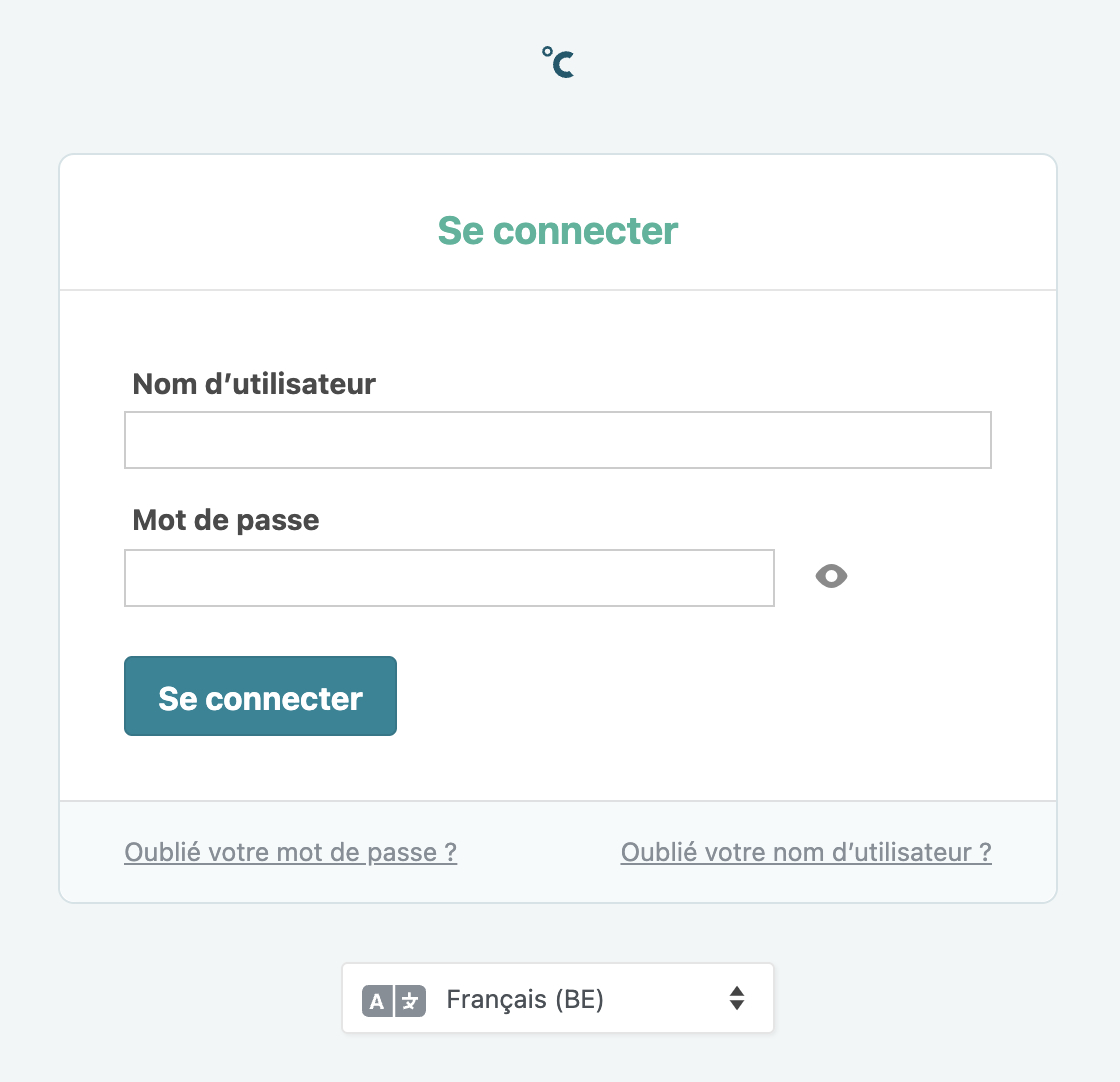 °C
Se connecter
Nom d’utilisateur
Mot de passe
Se connecter
Oublié votre mot de passe ?
Oublié votre nom d’utilisateur ?
A
Français (BE)